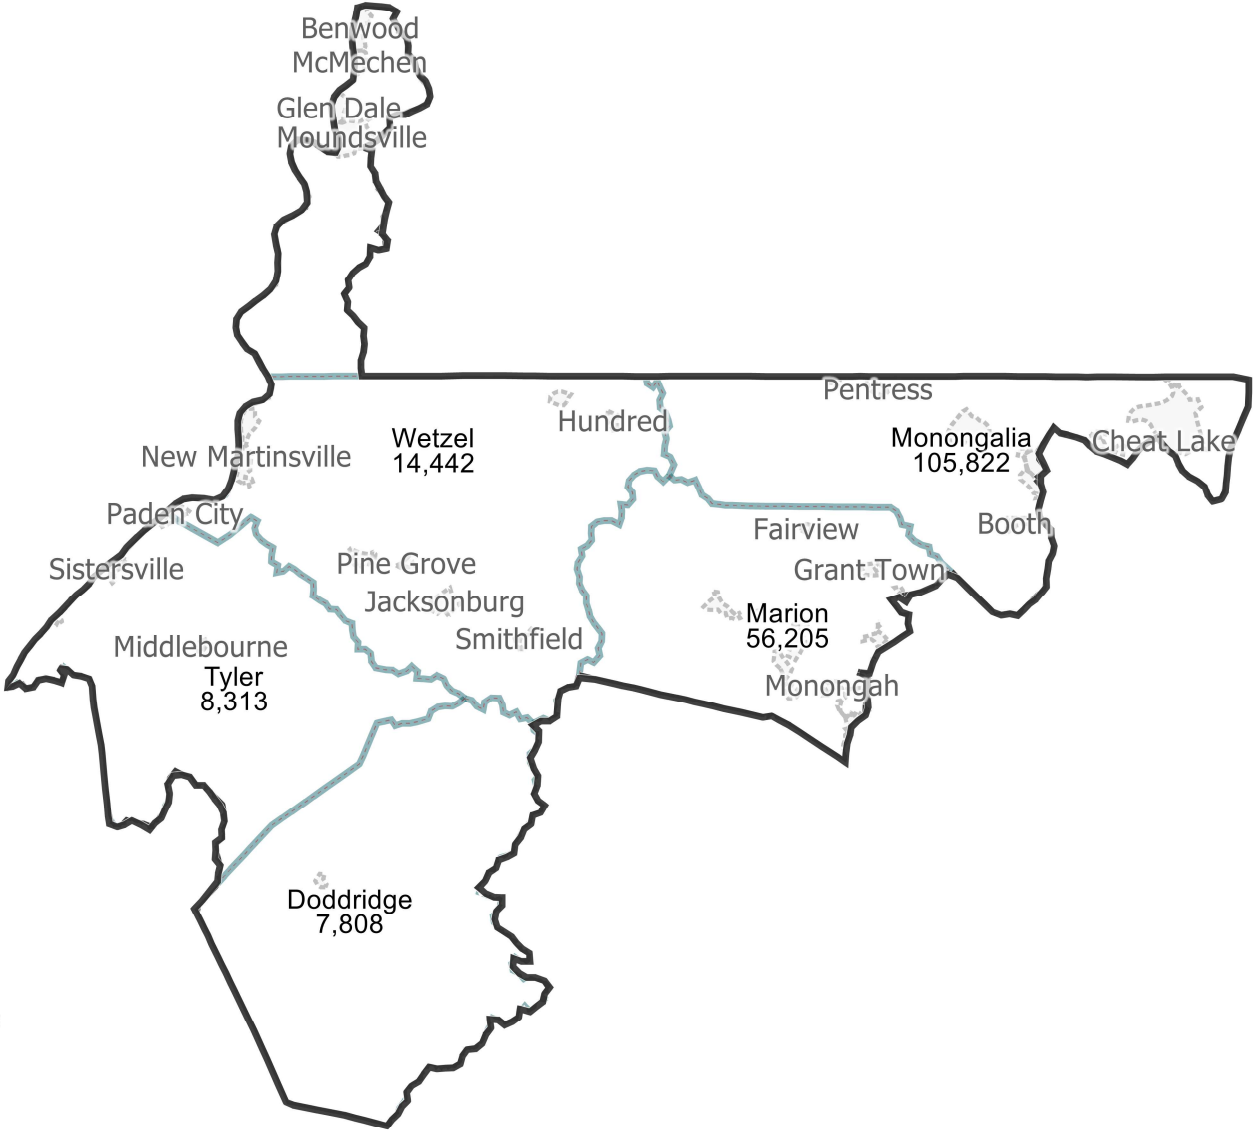 Benwood
McMechen
Glen Dale
Moundsville
Pentress
Hundred
Wetzel
14,442
Monongalia
105,822
Cheat Lake
New Martinsville
Paden City
Booth
Fairview
Sistersville
Pine Grove
Grant Town
Jacksonburg
Marion
56,205
Smithfield
Middlebourne
Tyler
8,313
Monongah
Doddridge
7,808